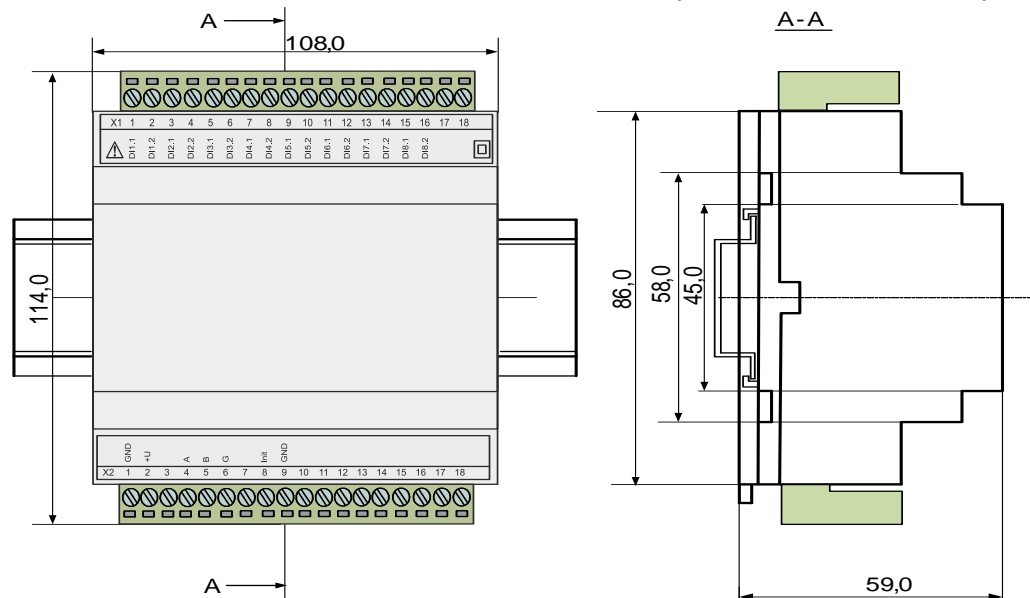 A
A-A
108,0
X1 1 2 3 4 5 6 7 8 9 10 11 12 13 14 15 16 17 18
DI1.1 DI1.2 DI2.1 DI2.2 DI3.1 DI3.2 DI4.1 DI4.2 DI5.1 DI5.2 DI6.1 DI6.2 DI7.1 DI7.2 DI8.1 DI8.2
114,0
86,0
58,0
45,0
GND +U A B G Init GND
X2 1 2 3 4 5 6 7 8 9 10 11 12 13 14 15 16 17 18
A
59,0